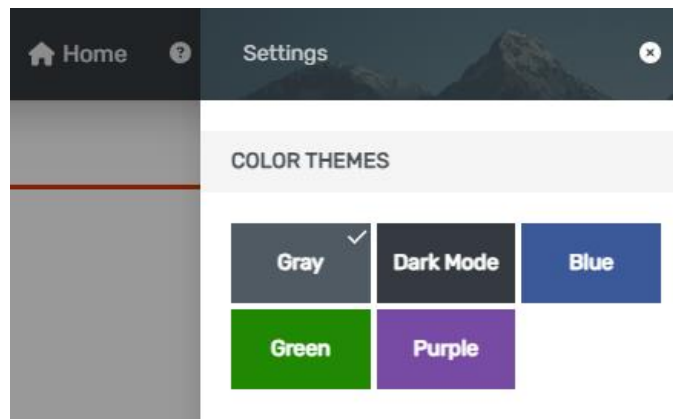 Home ? Settings
COLOR THEMES
Gray Dark Mode Blue
Green Purple